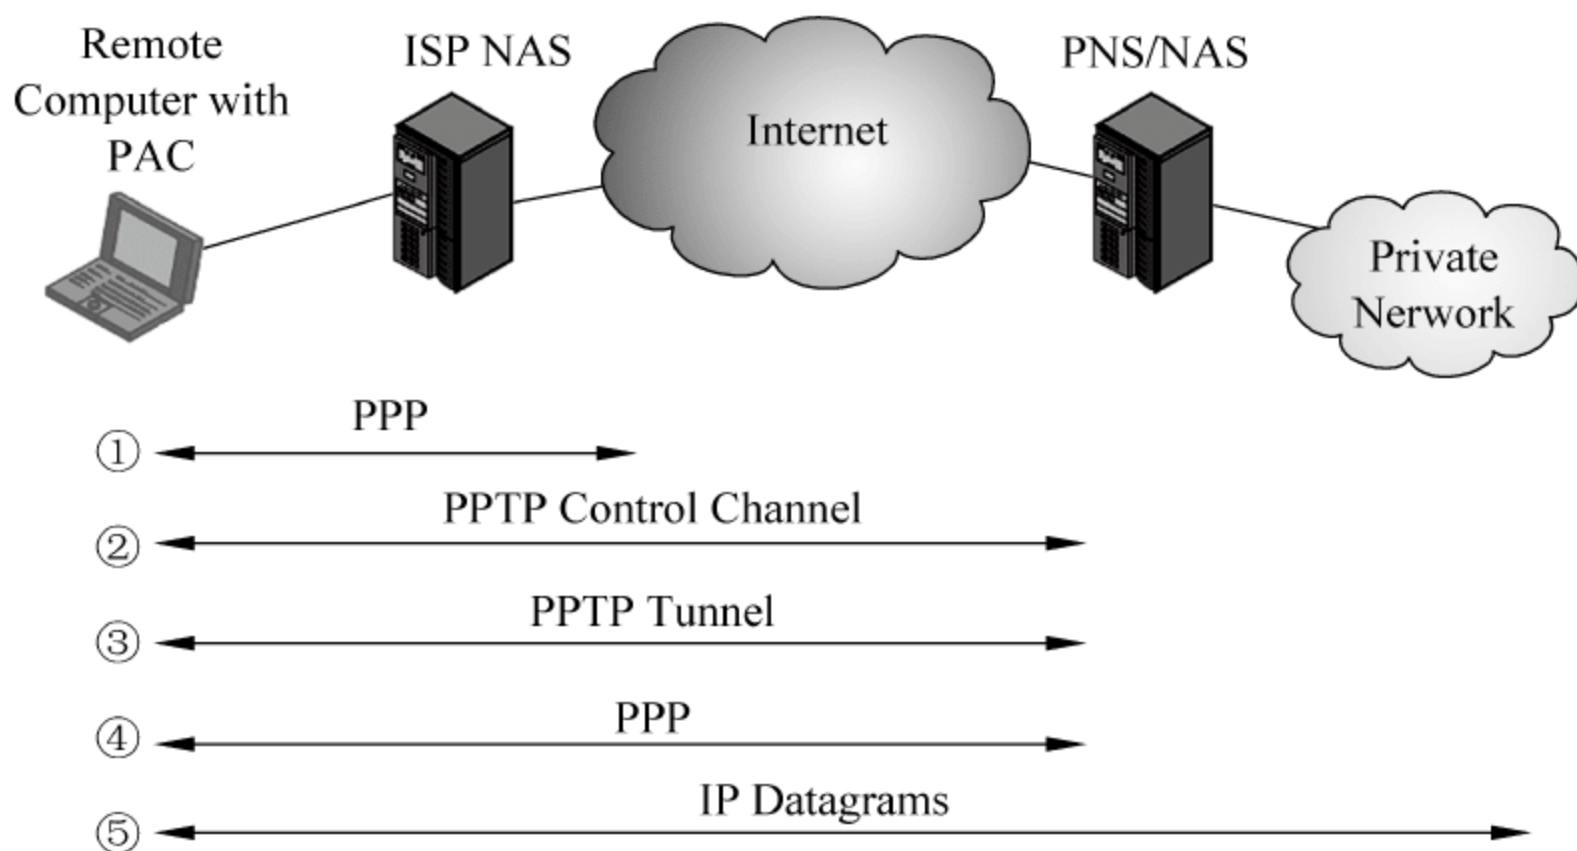 Remote
Computer with
PAC
ISP NAS
Internet
PNS/NAS
Private
Nerwork
PPP
①
PPTP Control Channel
②
PPTP Tunnel
③
PPP
④
IP Datagrams
⑤